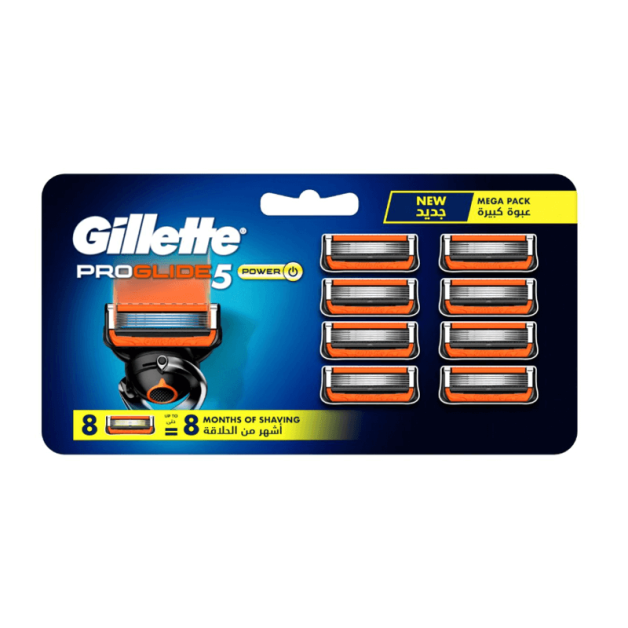 NEW
جديد
MEGA PACK
عبوة كبيرة
Gillette
PROGLIDE5 POWER
8 = 8
UP TO
حتى
MONTHS OF SHAVING
أشهر من الحلاقة